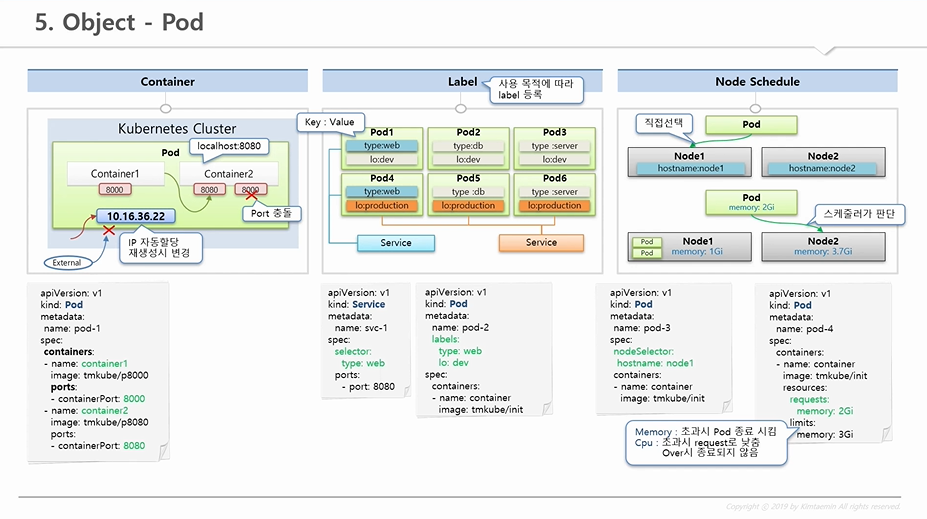 5. Object - Pod
Container
Kubernetes Cluster
Pod
localhost:8080
Container1
8000
Container2
8080
8000
Port 충돌
10.16.36.22
IP 자동할당
재생성시 변경
External
Label
사용 목적에 따라
label 등록
Key : Value
Pod1
type:web
lo:dev
Pod2
type:db
lo:dev
Pod3
type :server
lo:dev
Pod4
type:web
lo:production
Pod5
type :db
lo:production
Pod6
type :server
lo:production
Service
Service
Node Schedule
직접선택
Pod
Node1
hostname:node1
Node2
hostname:node2
Pod
memory: 2Gi
스케줄러가 판단
Pod
Pod
Node1
memory: 1Gi
Node2
memory: 3.7Gi
apiVersion: v1
kind: Pod
metadata:
name: pod-1
spec:
containers:
- name: container1
image: tmkube/p8000
ports:
- containerPort: 8000
- name: container2
image: tmkube/p8080
ports:
- containerPort: 8080
apiVersion: v1
kind: Service
metadata:
name: svc-1
spec:
selector:
type: web
ports:
- port: 8080
apiVersion: v1
kind: Pod
metadata:
name: pod-2
labels:
type: web
lo: dev
spec:
containers:
- name: container
image: tmkube/init
apiVersion: v1
kind: Pod
metadata:
name: pod-3
spec:
nodeSelector:
hostname: node1
containers:
- name: container
image: tmkube/init
apiVersion: v1
kind: Pod
metadata:
name: pod-4
spec:
containers:
- name: container
image: tmkube/init
resources:
requests:
memory: 2Gi
limits:
memory: 3Gi
Memory : 초과시 Pod 종료 시킴
Cpu : 초과시 request로 낮춤
Over시 종료되지 않음
Copyright ⓒ 2019 by Kimtaemin All rights reserved.